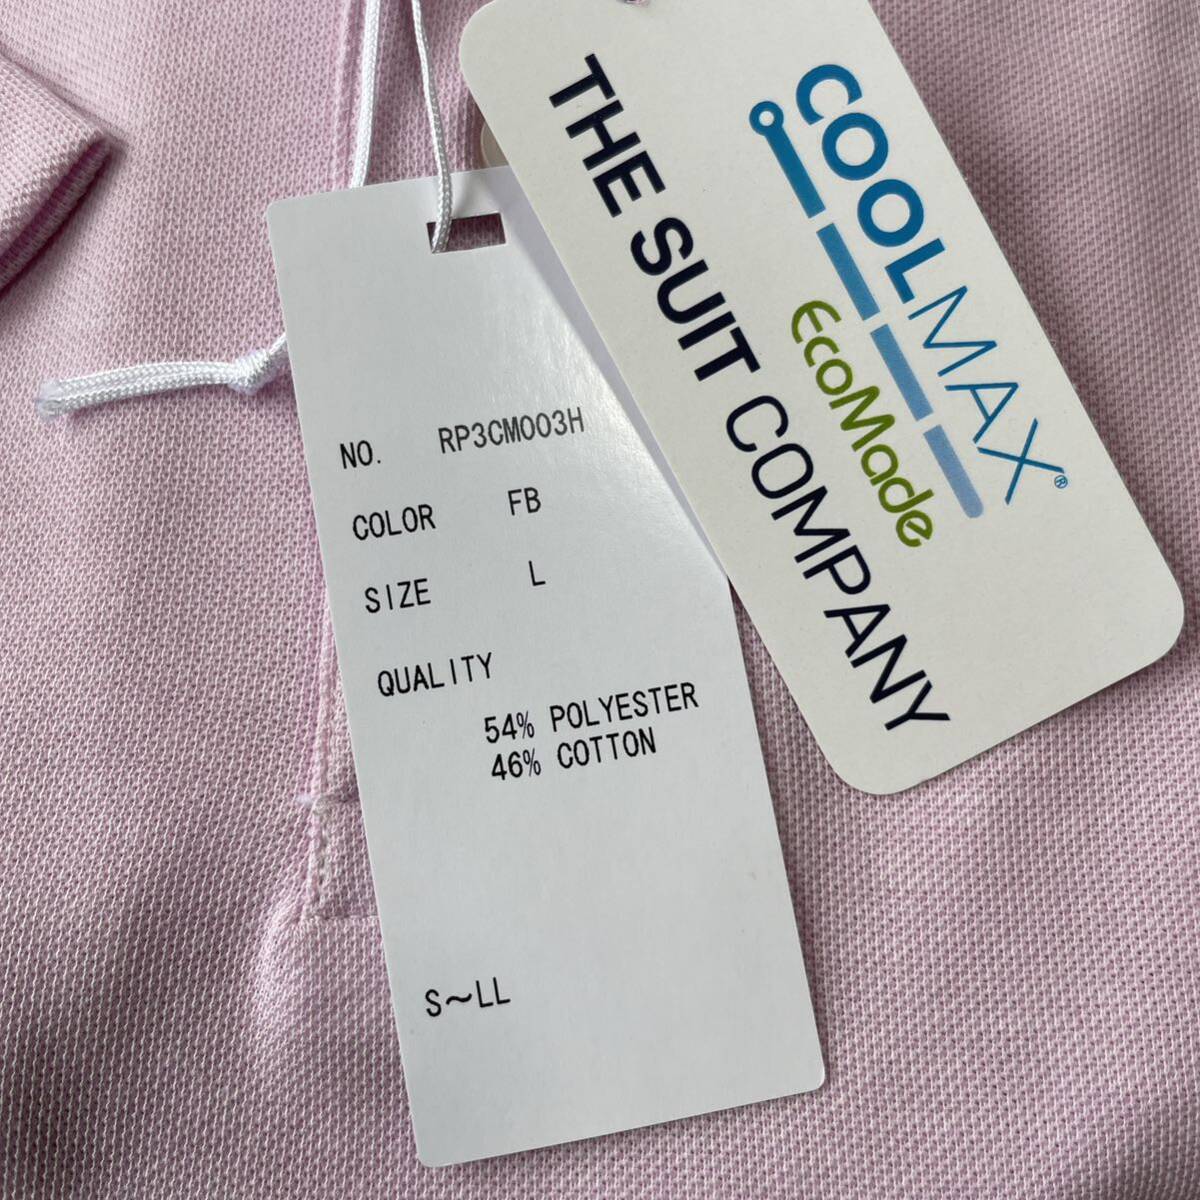 COOLMAX®
EcoMade
THE SUIT COMPANY
NO. RP3CM003H
COLOR FB
SIZE L
QUALITY
54% POLYESTER
46% COTTON
S～LL